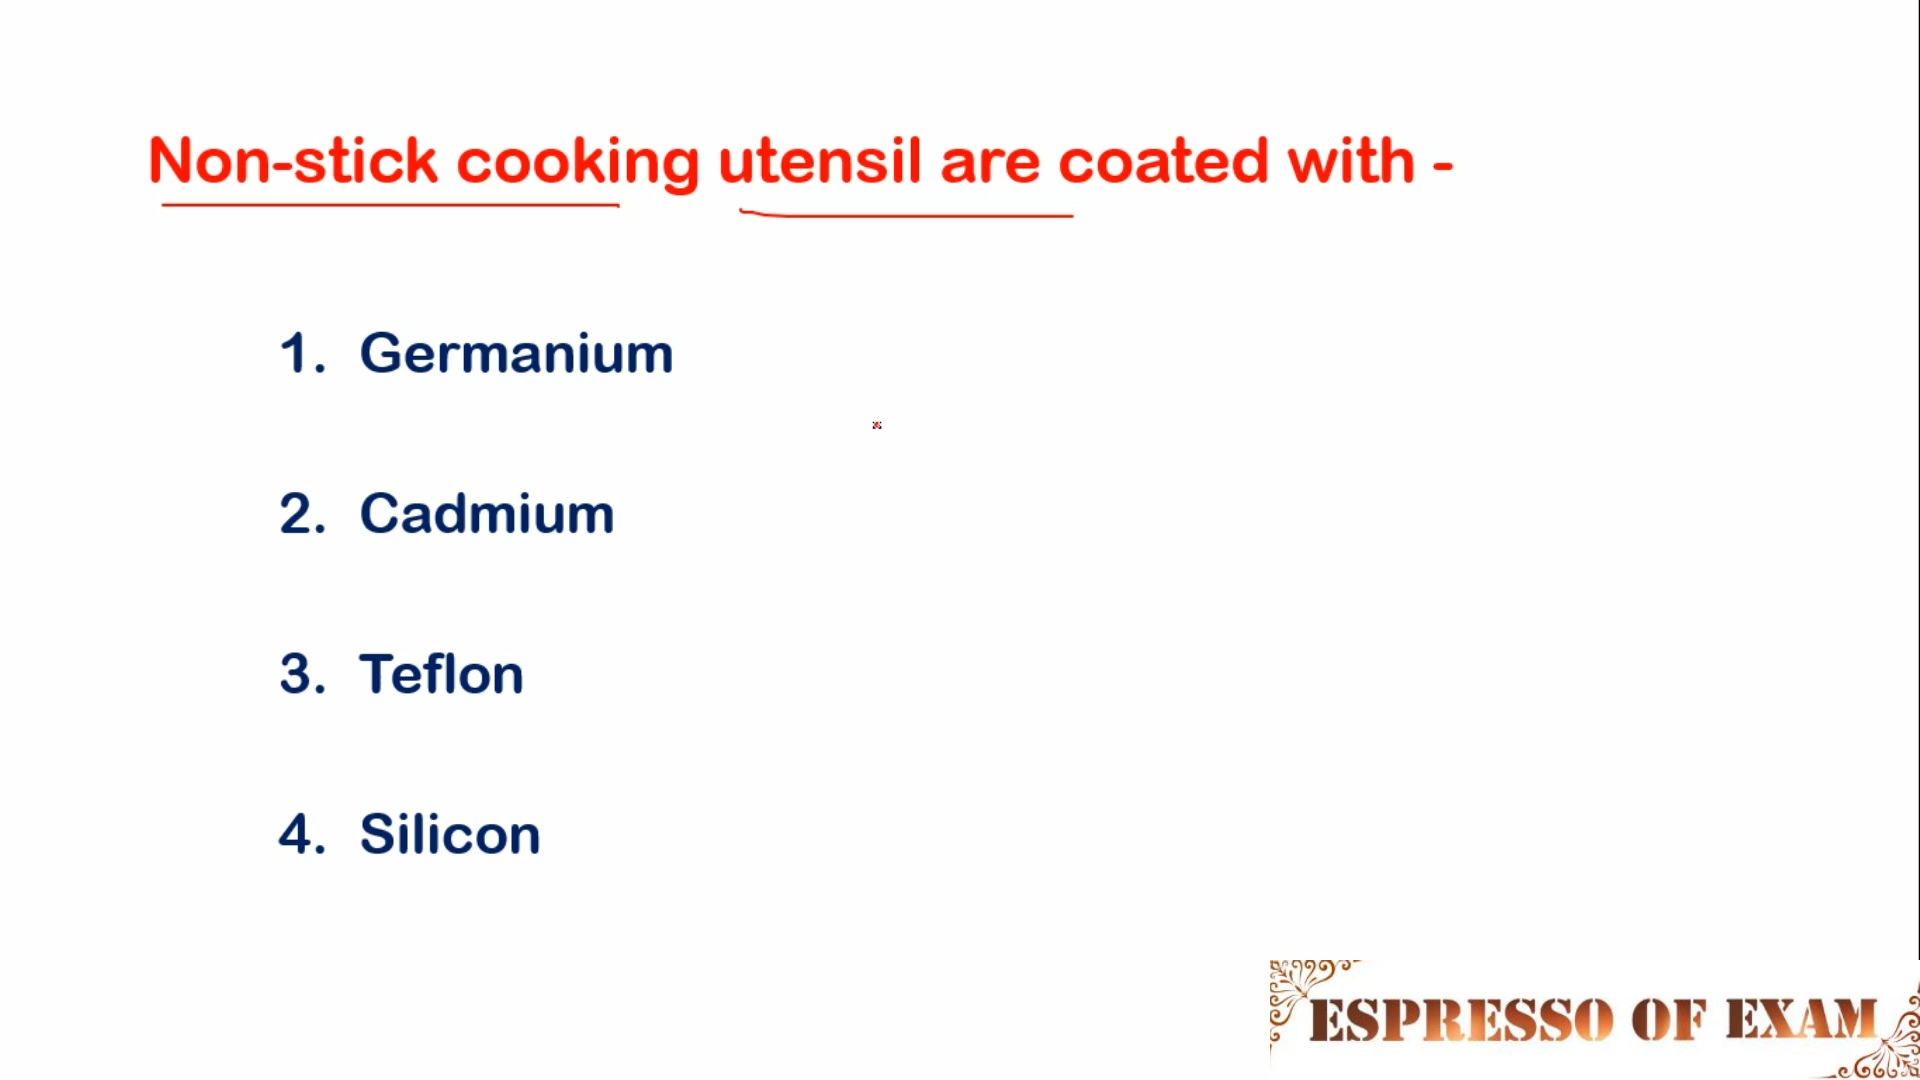 Non-stick cooking utensil are coated with -
1. Germanium
2. Cadmium
3. Teflon
4. Silicon
ESPRESSO OF EXAM